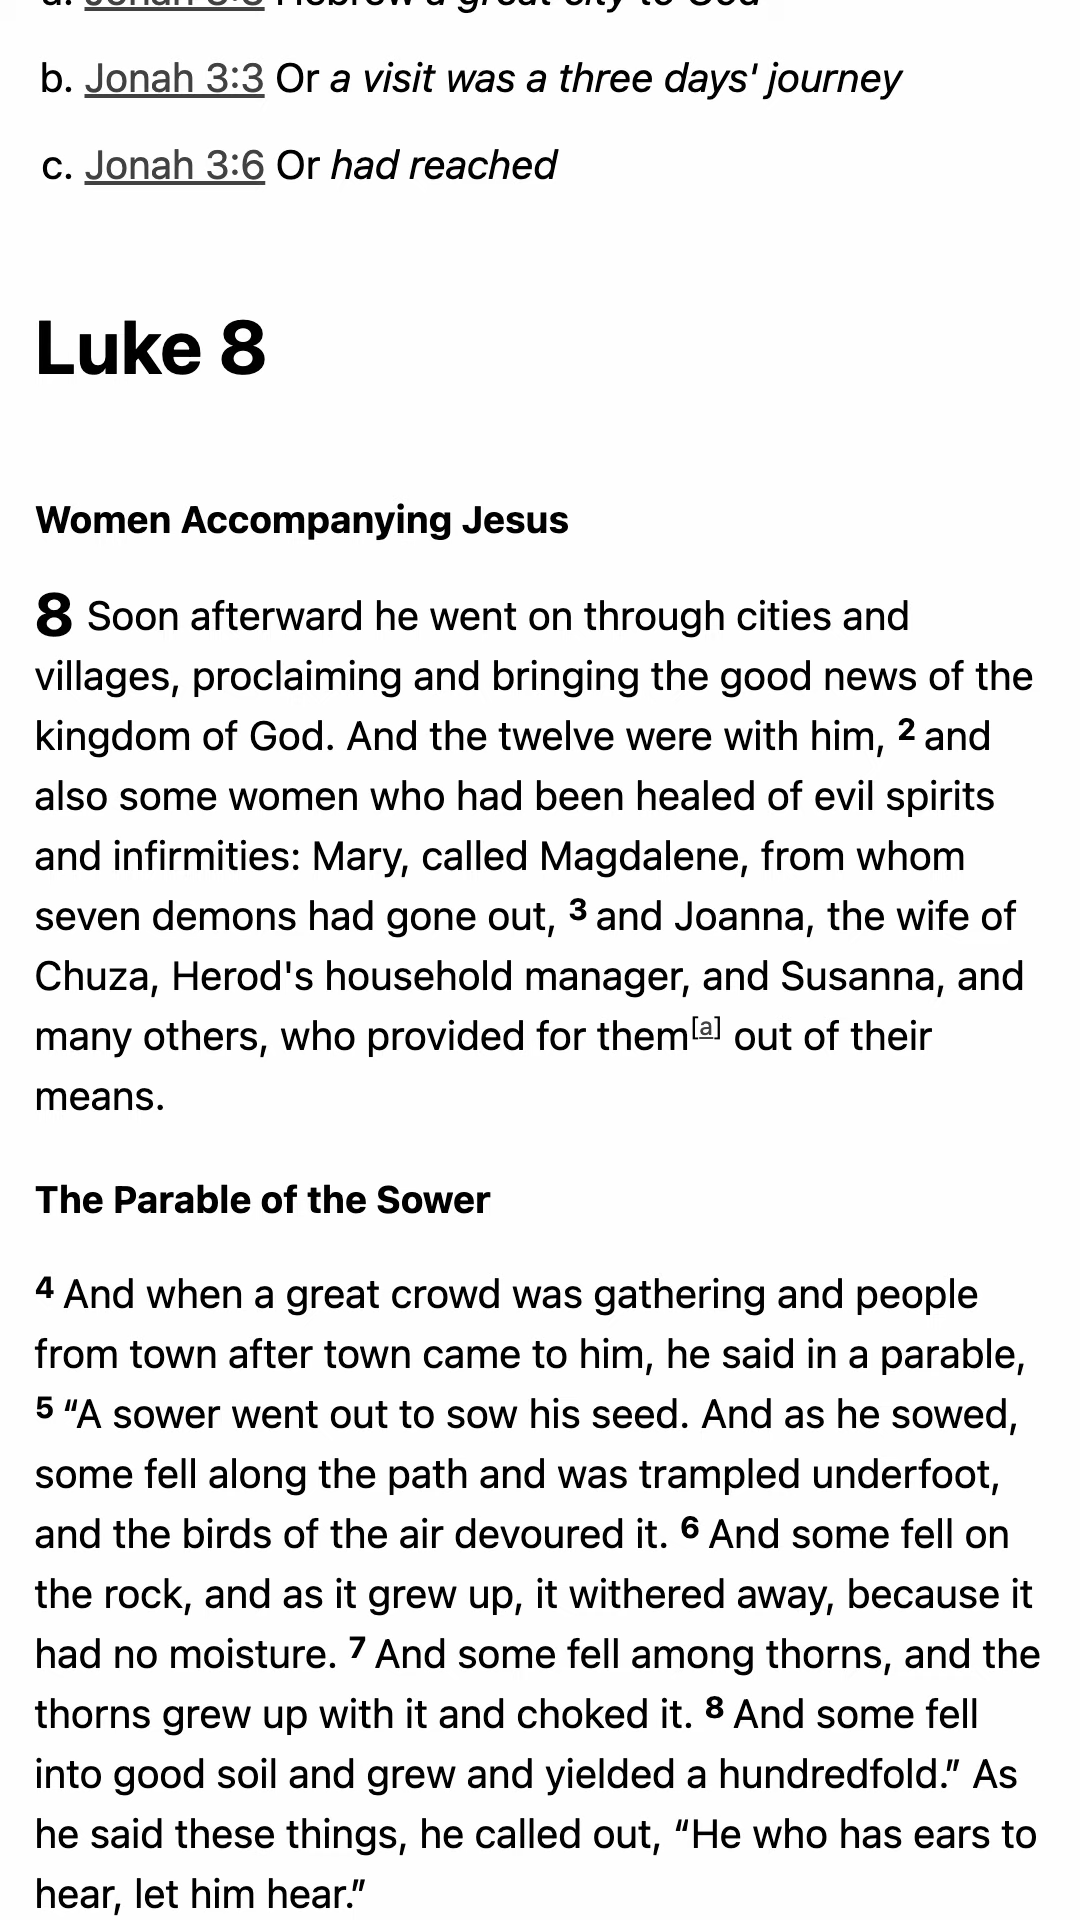 Hebrew a great city to God
b. Jonah 3:3 Or a visit was a three days' journey
c. Jonah 3:6 Or had reached
Luke 8
Women Accompanying Jesus
8 Soon afterward he went on through cities and
villages, proclaiming and bringing the good news of the
kingdom of God. And the twelve were with him, 2 and
also some women who had been healed of evil spirits
and infirmities: Mary, called Magdalene, from whom
seven demons had gone out, 3 and Joanna, the wife of
Chuza, Herod's household manager, and Susanna, and
many others, who provided for them[a] out of their
means.
The Parable of the Sower
4 And when a great crowd was gathering and people
from town after town came to him, he said in a parable,
5 “A sower went out to sow his seed. And as he sowed,
some fell along the path and was trampled underfoot,
and the birds of the air devoured it. 6 And some fell on
the rock, and as it grew up, it withered away, because it
had no moisture. 7 And some fell among thorns, and the
thorns grew up with it and choked it. 8 And some fell
into good soil and grew and yielded a hundredfold.” As
he said these things, he called out, “He who has ears to
hear, let him hear.”